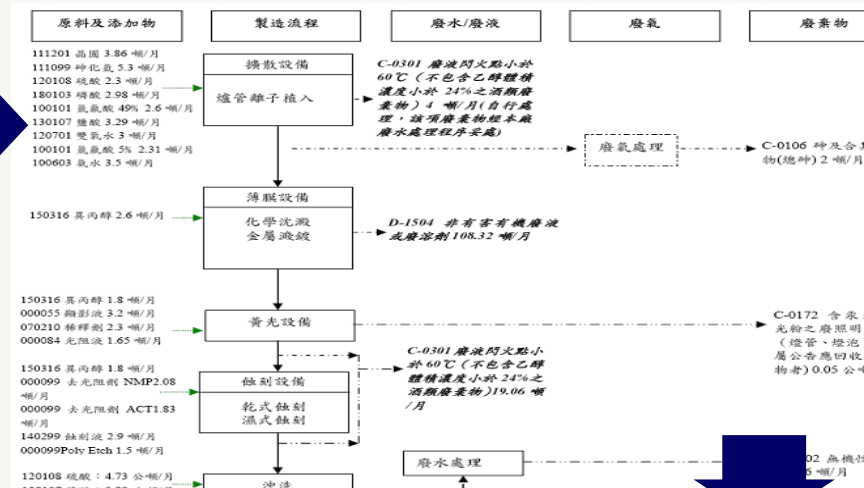 原料及添加物
製造流程
廢水/廢液
廢氣
廢棄物
111201 晶圓 3.86 噸/月
111099 砷化氫 5.3 噸/月
120108 硫酸 2.3 噸/月
180103 磷酸 2.98 噸/月
100101 氫氟酸 49% 2.6 噸/月
130107 鹽酸 3.29 噸/月
120701 雙氧水 3 噸/月
100101 氫氟酸 5% 2.31 噸/月
100603 氨水 3.5 噸/月
擴散設備
爐管離子植入
C-0301 廢液閃火點小於
60℃（不包含乙醇體積
濃度小於 24%之酒類廢
棄物）4 噸/月(自行處
理，該項廢棄物經本廠
廢水處理程序妥處)
廢氣處理
C-0106 砷及合其
物(總砷) 2 噸/月
150316 異丙醇 2.6 噸/月
薄膜設備
化學沈澱
金屬濺鍍
D-1504 非有害有機廢液
或廢溶劑 108.32 噸/月
150316 異丙醇 1.8 噸/月
000055 顯影液 3.2 噸/月
070210 稀釋劑 2.3 噸/月
000084 光阻液 1.65 噸/月
黃光設備
C-0172 含汞
光粉之廢照明
（燈管、燈泡
屬公告應回收
物者) 0.05 公噸
150316 異丙醇 1.8 噸/月
000099 去光阻劑 NMP2.08
噸/月
000099 去光阻劑 ACT1.83
噸/月
140299 蝕刻液 2.9 噸/月
000099Poly Etch 1.5 噸/月
蝕刻設備
乾式蝕刻
濕式蝕刻
C-0301 廢液閃火點小
於 60℃（不包含乙醇
體積濃度小於 24%之
酒類廢棄物)19.06 噸
/月
廢水處理
02 無機性
噸/月
120108 硫酸：4.73 公噸/月
沖洗